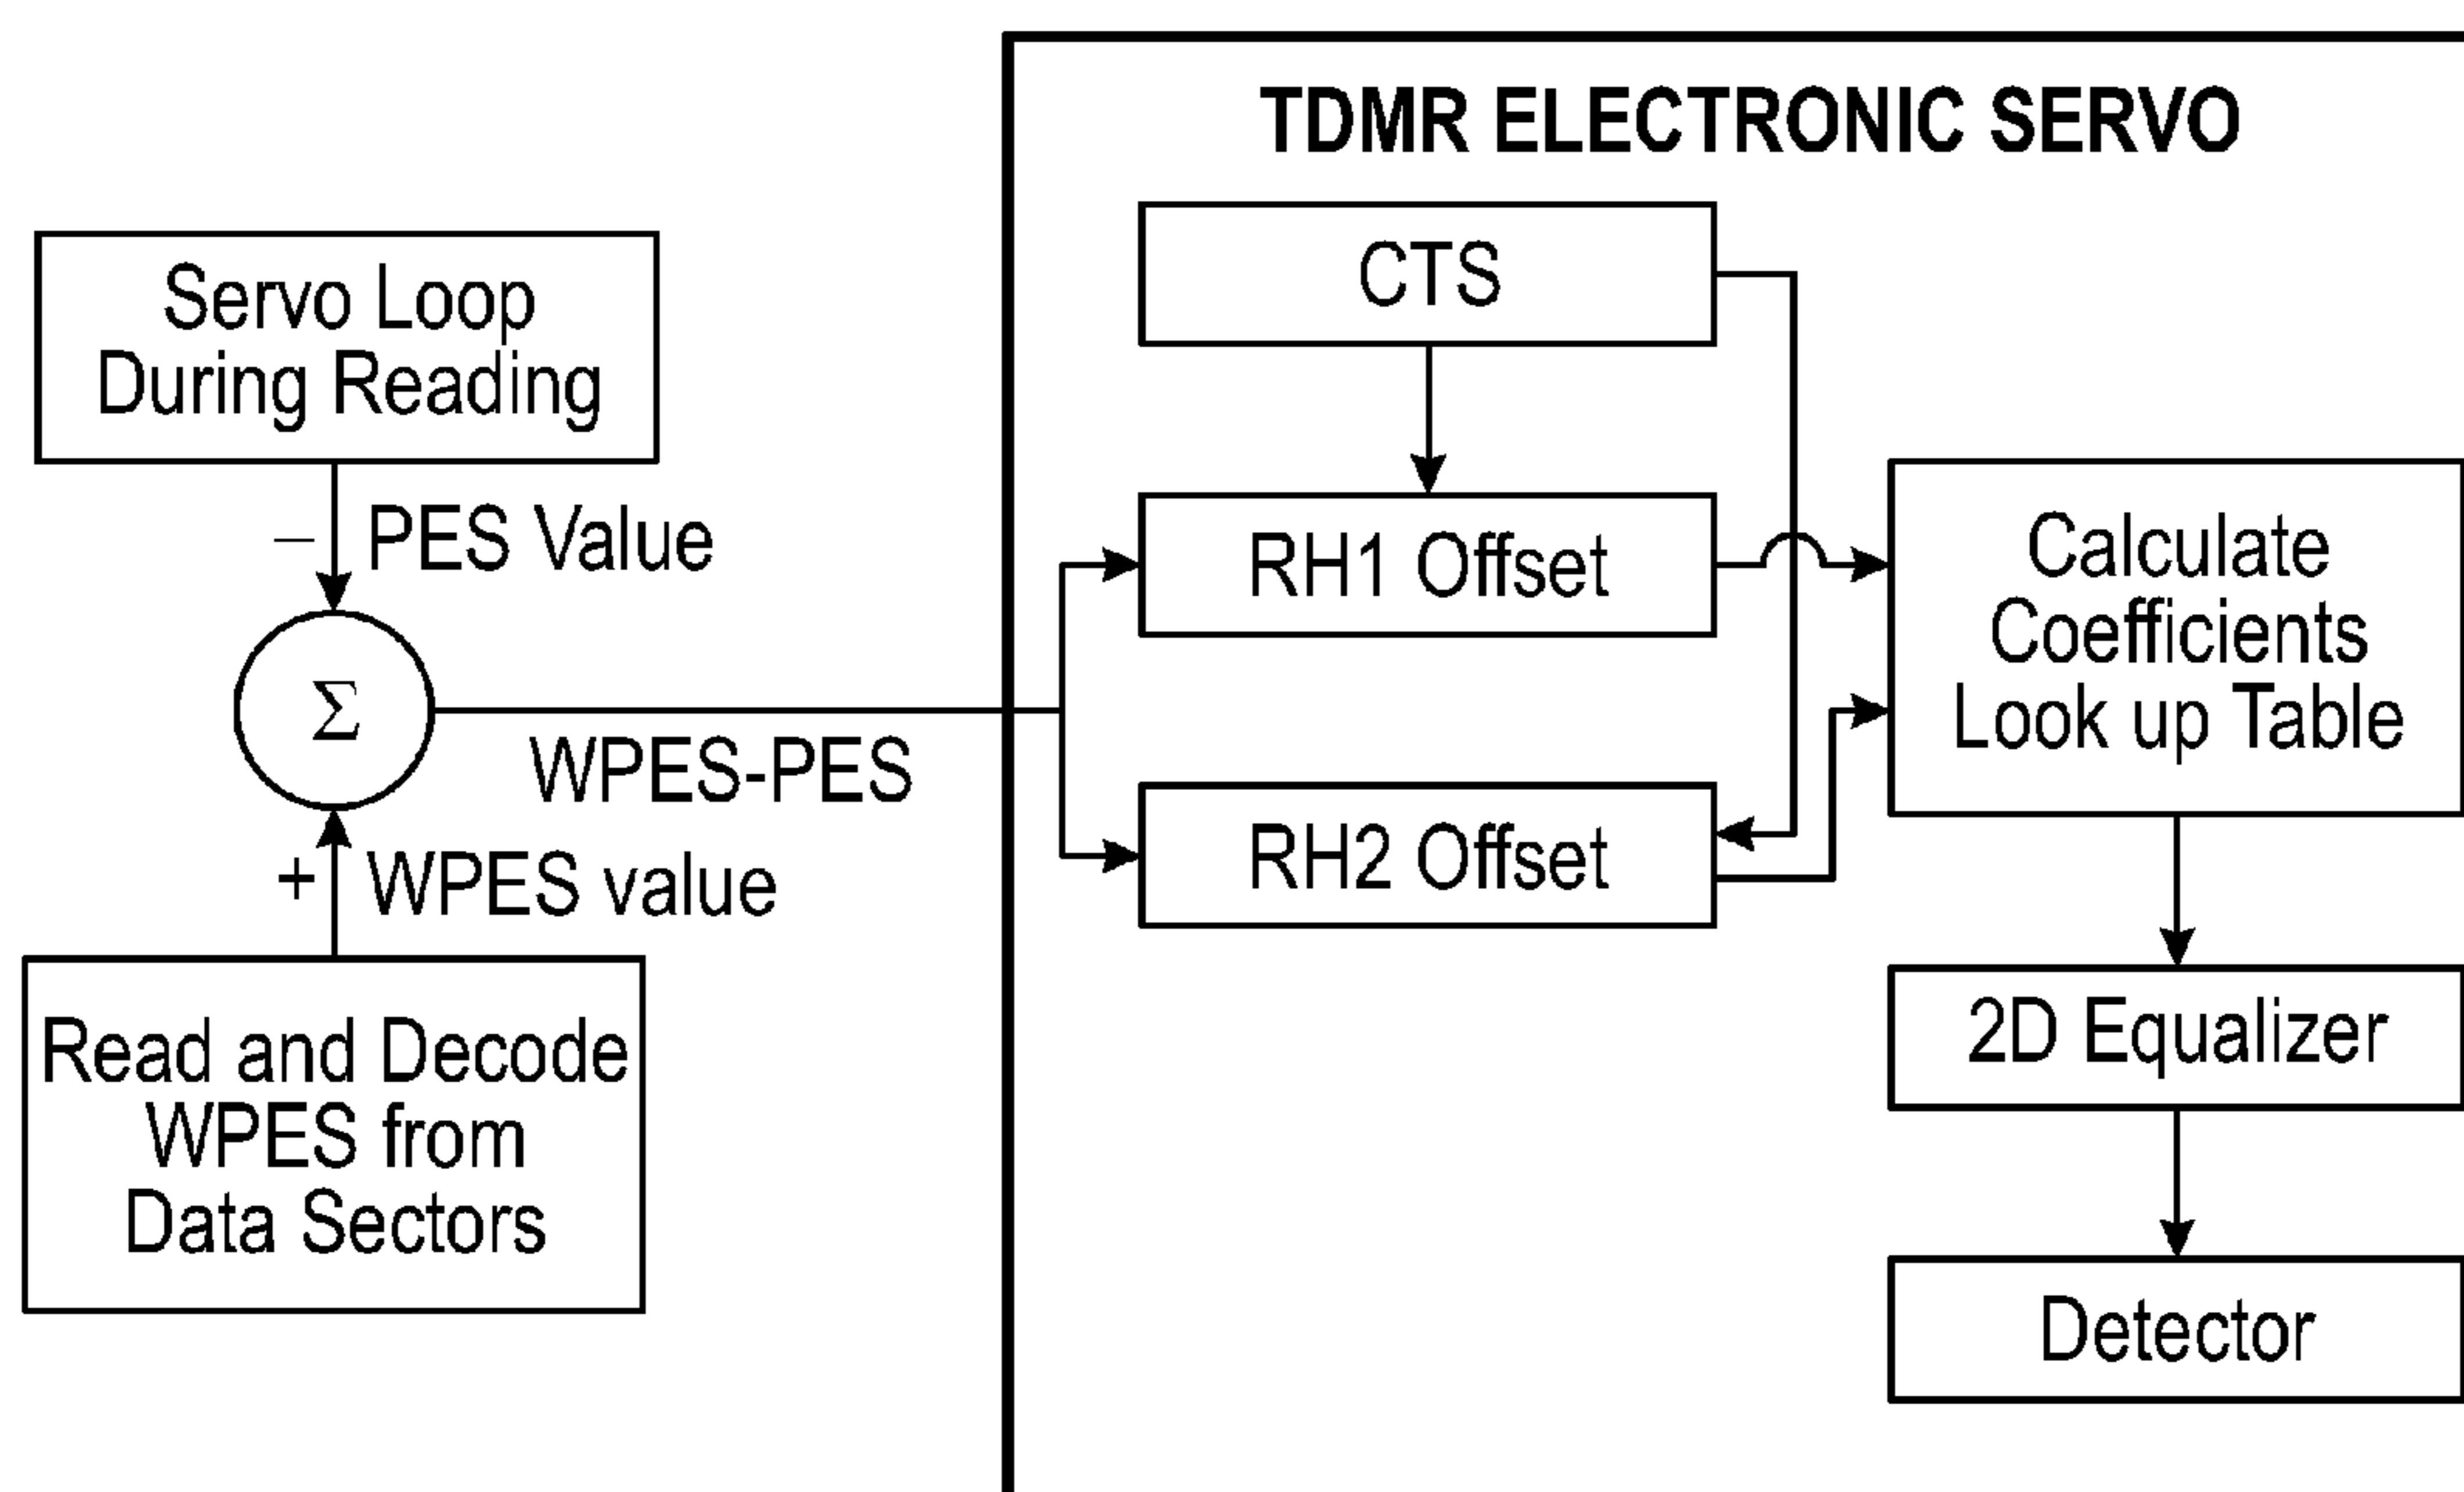 TDMR ELECTRONIC SERVO
Servo Loop
During Reading
– PES Value
Σ
WPES-PES
+ WPES value
Read and Decode
WPES from
Data Sectors
CTS
RH1 Offset
RH2 Offset
Calculate
Coefficients
Look up Table
2D Equalizer
Detector